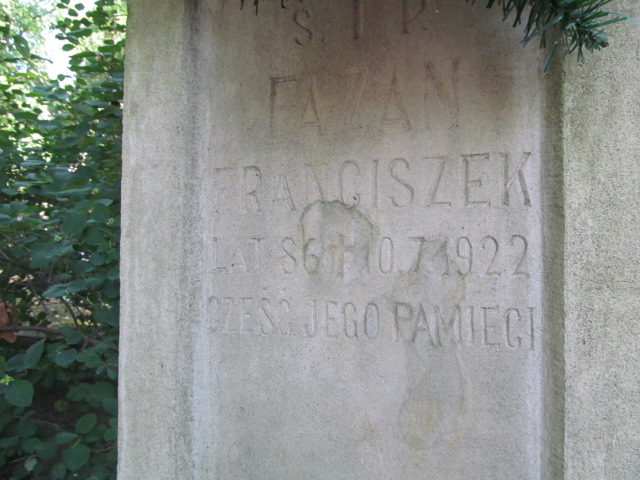 Ś. P.
FAZAN
FRANCISZEK
LAT 86 + 10.7.1922
CZEŚĆ JEGO PAMIĘCI